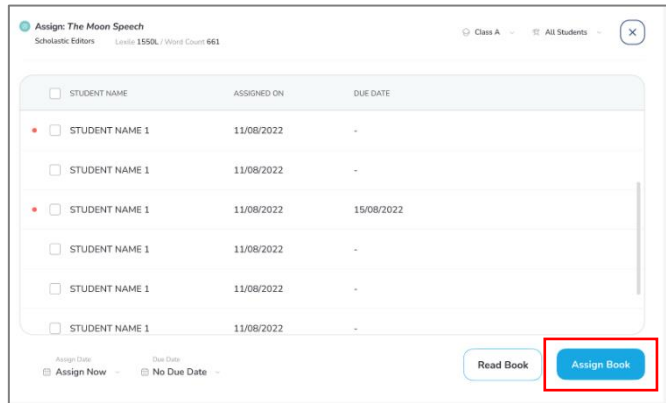 Assign: The Moon Speech
Scholastic Editors Lexile 1550L / Word Count 661
Class A All Students
STUDENT NAME ASSIGNED ON DUE DATE
STUDENT NAME 1 11/08/2022 -
STUDENT NAME 1 11/08/2022 -
STUDENT NAME 1 11/08/2022 15/08/2022
STUDENT NAME 1 11/08/2022 -
STUDENT NAME 1 11/08/2022 -
STUDENT NAME 1 11/08/2022 -
Assign Date Due Date
Assign Now No Due Date
Read Book Assign Book